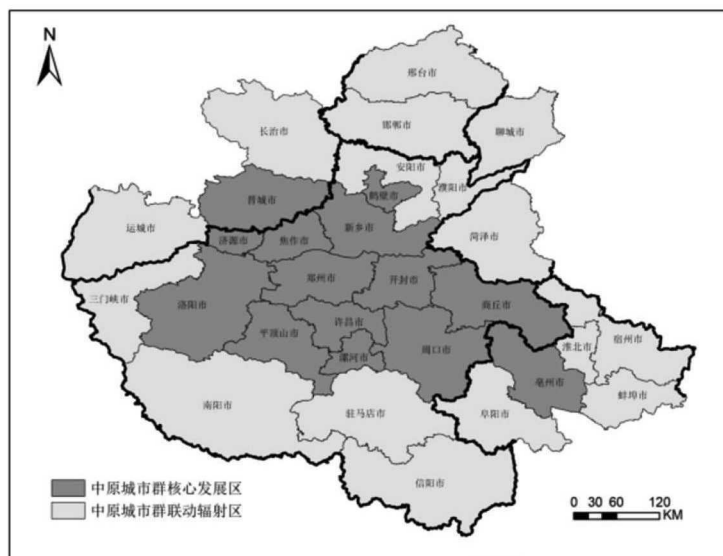 N
邢台市
长治市
邯郸市
聊城市
安阳市
濮阳市
鹤壁市
晋城市
运城市
新乡市
菏泽市
济源市
焦作市
三门峡市
郑州市
开封市
洛阳市
商丘市
平顶山市
许昌市
周口市
漯河市
淮北市
宿州市
亳州市
蚌埠市
南阳市
驻马店市
阜阳市
信阳市
中原城市群核心发展区
中原城市群联动辐射区
0 30 60 120
KM